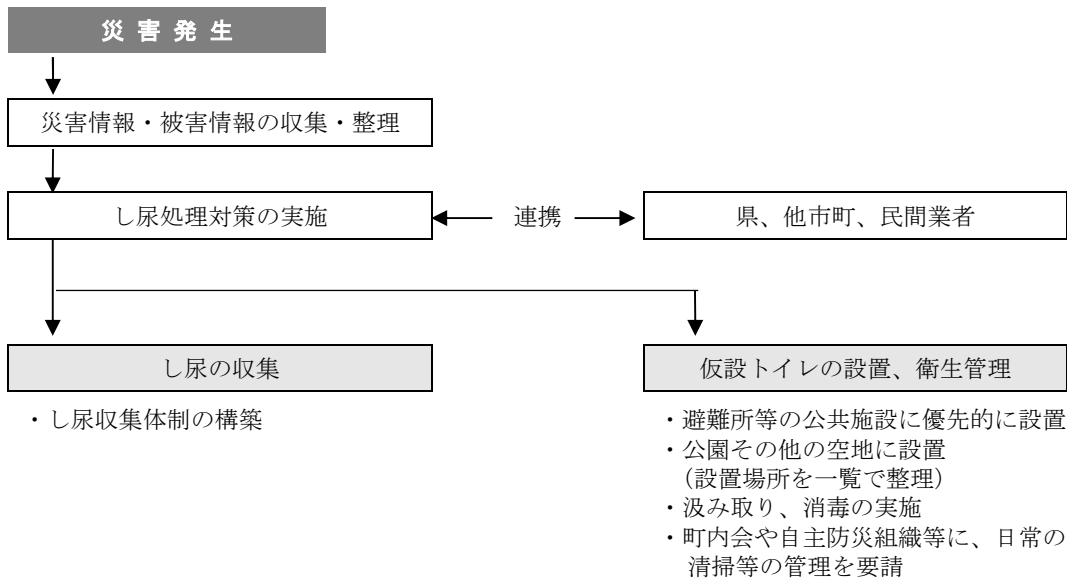 災害発生
災害情報・被害情報の収集・整理
し尿処理対策の実施
連携
県、他市町、民間業者
し尿の収集
・し尿収集体制の構築
仮設トイレの設置、衛生管理
・避難所等の公共施設に優先的に設置
・公園その他の空地に設置
（設置場所を一覧で整理）
・汲み取り、消毒の実施
・町内会や自主防災組織等に、日常の
清掃等の管理を要請